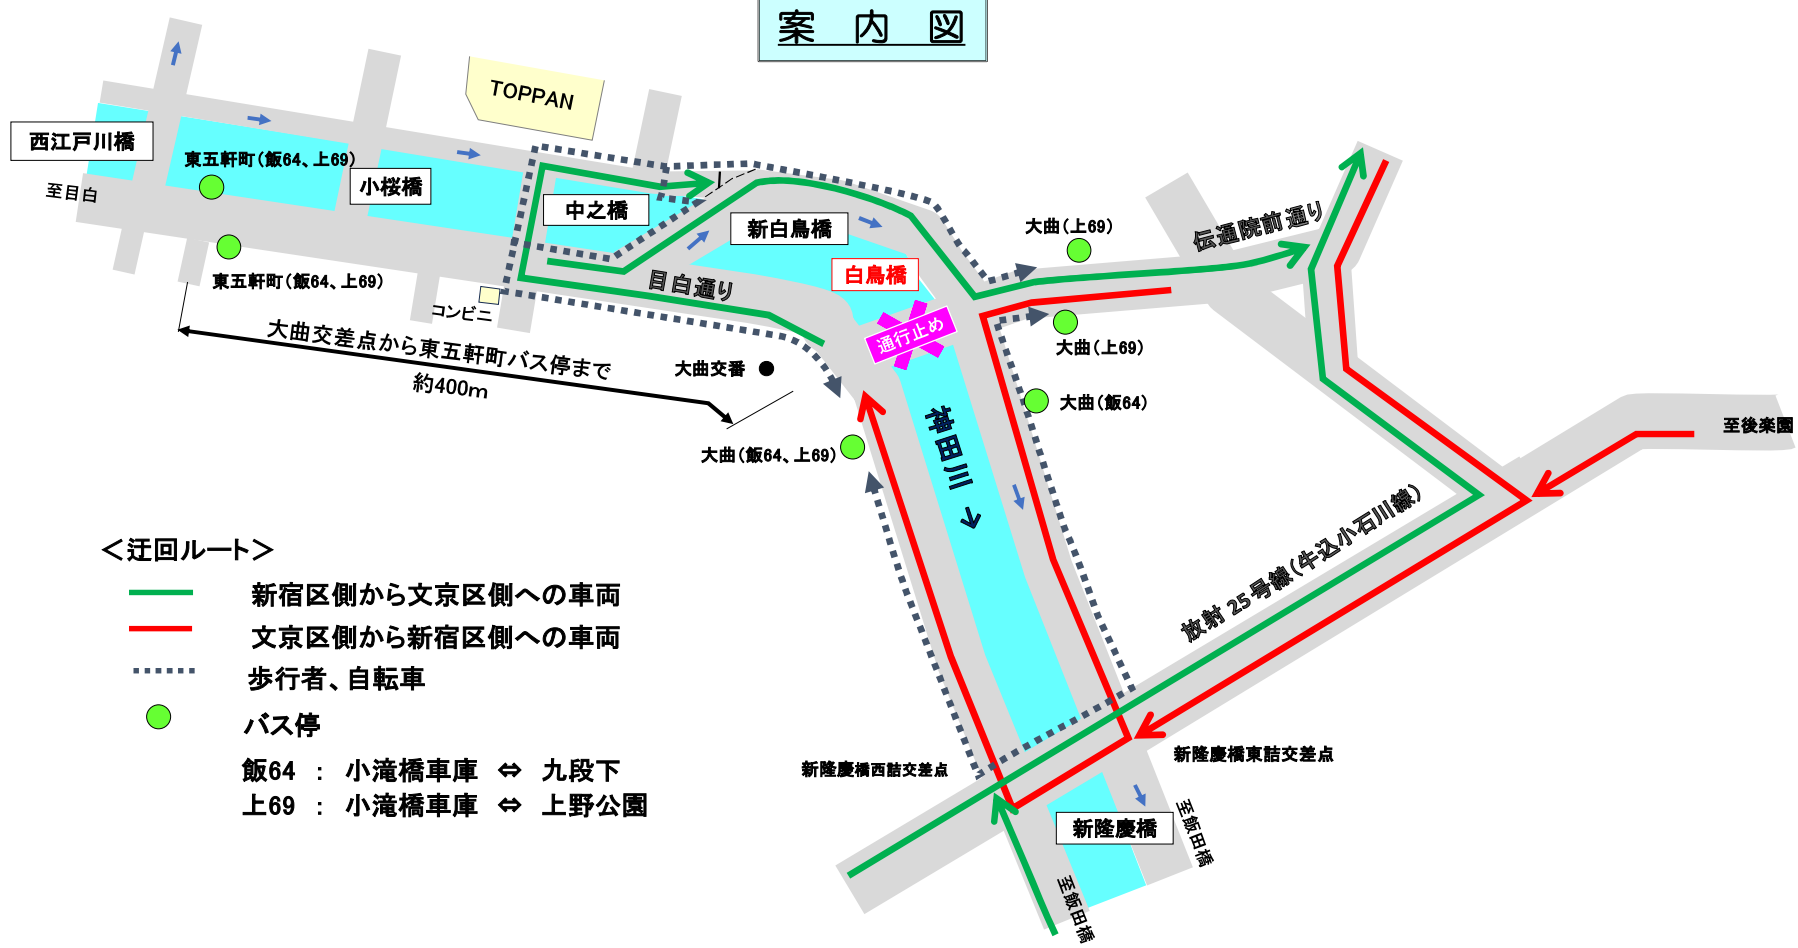 案 内 図
TOPPAN
西江戸川橋
東五軒町(飯64、上69)
小桜橋
至目白
中之橋
新白鳥橋
大曲(上69)
伝通院前通り
東五軒町(飯64、上69)
目白通り
白鳥橋
コンビニ
通行止め
大曲交差点から東五軒町バス停まで
約400m
大曲(上69)
大曲交番
大曲(飯64)
神田川 →
至後楽園
大曲(飯64、上69)
放射 25号線(牛込小石川線)
<迂回ルート>
新宿区側から文京区側への車両
文京区側から新宿区側への車両
歩行者、自転車
バス停
飯64 : 小滝橋車庫 ⇔ 九段下
上69 : 小滝橋車庫 ⇔ 上野公園
新隆慶橋西詰交差点
新隆慶橋東詰交差点
新隆慶橋
至飯田橋
至飯田橋